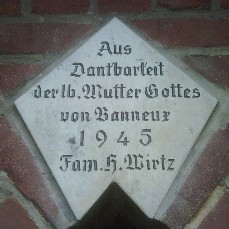 Aus
Dankbarkeit
der lb. Mutter Gottes
von Banneux
1945
Fam. H. Wirtz